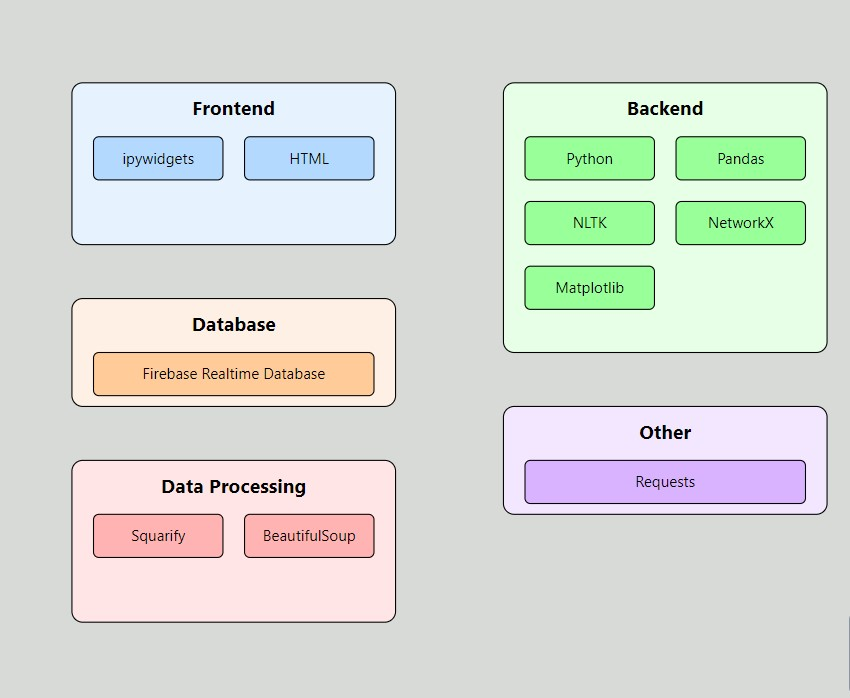 Frontend
ipywidgets
HTML
Database
Firebase Realtime Database
Data Processing
Squarify
BeautifulSoup
Backend
Python
Pandas
NLTK
NetworkX
Matplotlib
Other
Requests